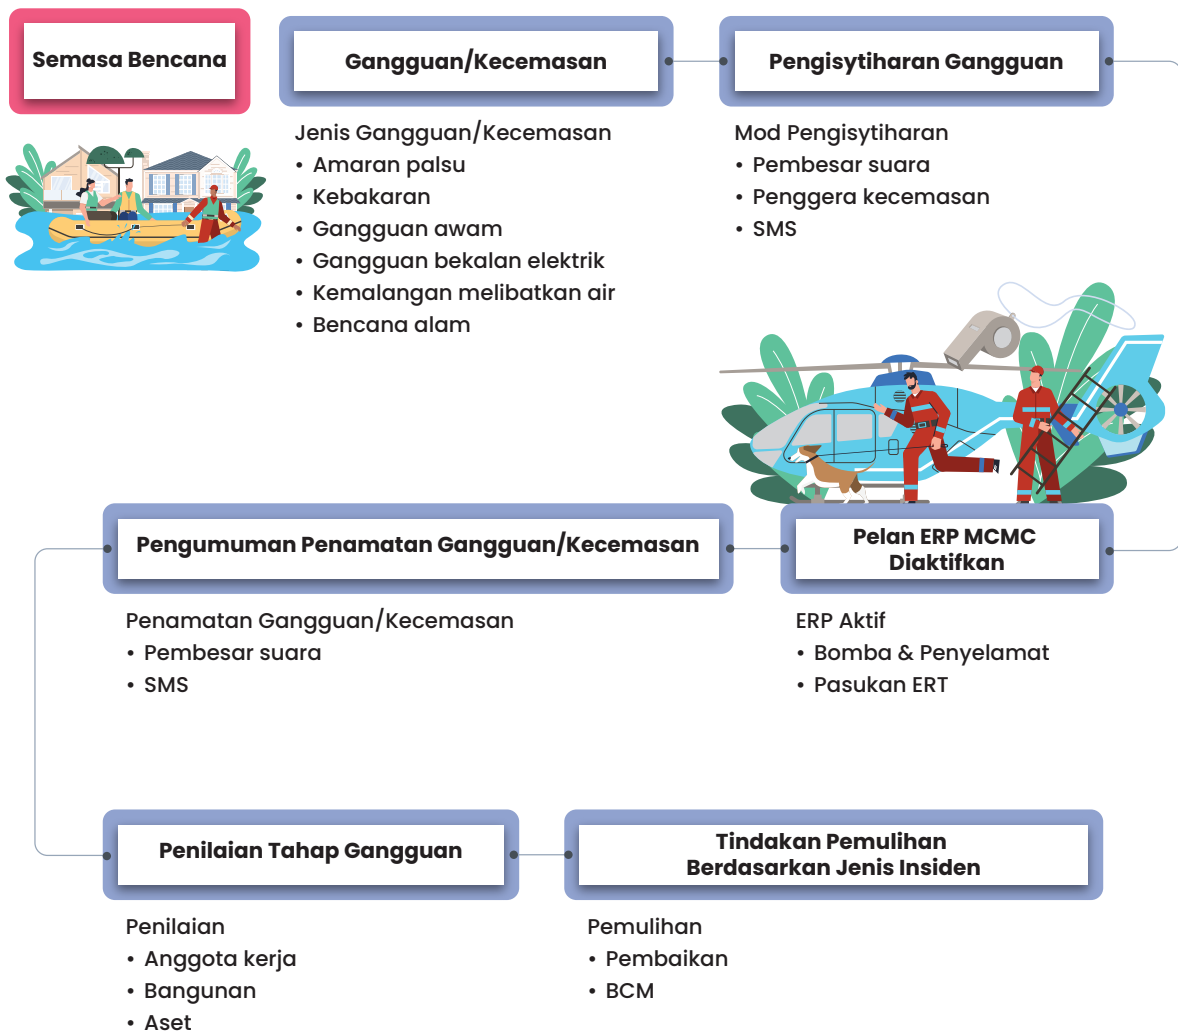 Semasa Bencana
Gangguan/Kecemasan
Jenis Gangguan/Kecemasan
• Amaran palsu
• Kebakaran
• Gangguan awam
• Gangguan bekalan elektrik
• Kemalangan melibatkan air
• Bencana alam
Pengisytiharan Gangguan
Mod Pengisytiharan
• Pembesar suara
• Penggera kecemasan
• SMS
Pelan ERP MCMC
Diaktifkan
ERP Aktif
• Bomba & Penyelamat
• Pasukan ERT
Pengumuman Penamatan Gangguan/Kecemasan
Penamatan Gangguan/Kecemasan
• Pembesar suara
• SMS
Penilaian Tahap Gangguan
Penilaian
• Anggota kerja
• Bangunan
• Aset
Tindakan Pemulihan
Berdasarkan Jenis Insiden
Pemulihan
• Pembaikan
• BCM